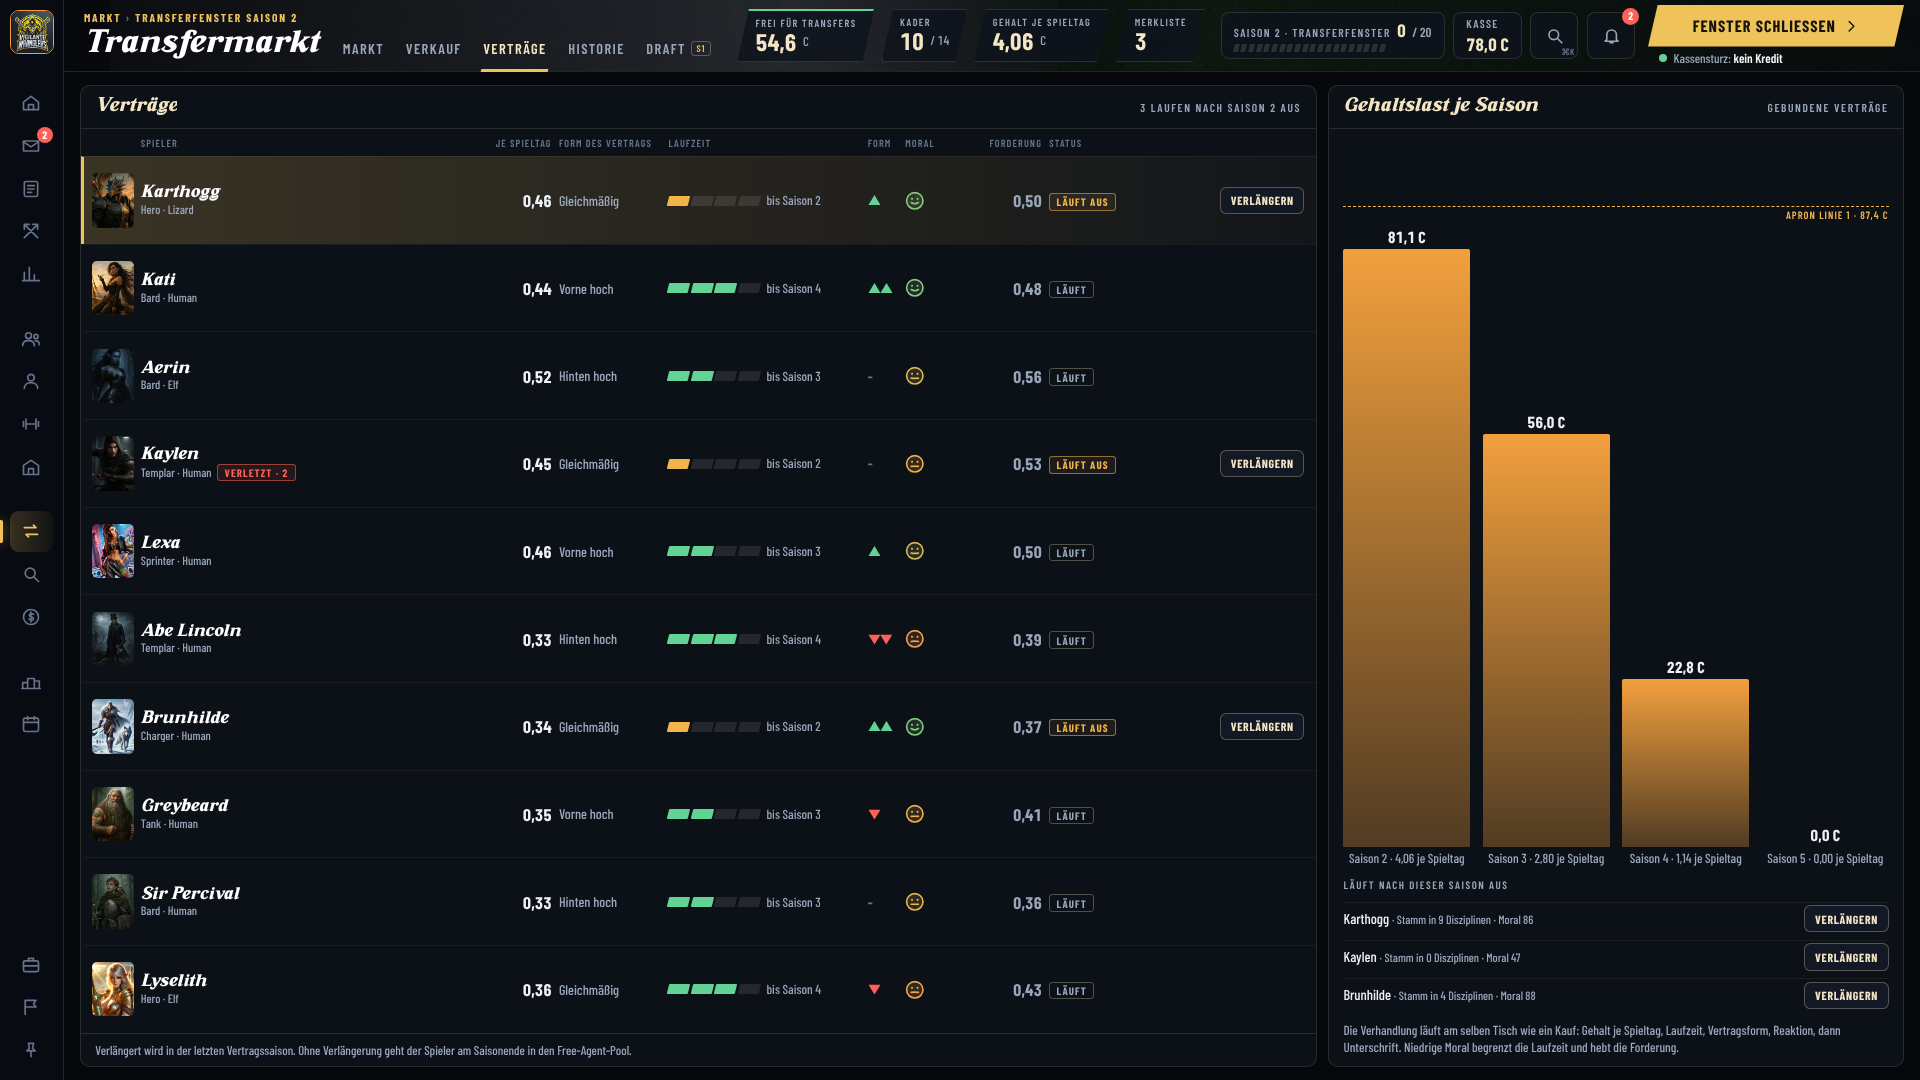 MARKT › TRANSFERFENSTER SAISON 2
Transfermarkt
MARKT
VERKAUF
VERTRÄGE
HISTORIE
DRAFT S1
FREI FÜR TRANSFERS
54,6 C
KADER
10 / 14
GEHALT JE SPIELTAG
4,06 C
MERKLISTE
3
SAISON 2 · TRANSFERFENSTER 0 / 20
KASSE
78,0 C
⌘K
2
FENSTER SCHLIESSEN
Kassensturz: kein Kredit
2
Verträge
3 LAUFEN NACH SAISON 2 AUS
SPIELER JE SPIELTAG FORM DES VERTRAGS LAUFZEIT FORM MORAL FORDERUNG STATUS
Karthogg
Hero · Lizard
0,46 Gleichmäßig bis Saison 2 0,50 LÄUFT AUS VERLÄNGERN
Kati
Bard · Human
0,44 Vorne hoch bis Saison 4 0,48 LÄUFT
Aerin
Bard · Elf
0,52 Hinten hoch bis Saison 3 - 0,56 LÄUFT
Kaylen
Templar · Human VERLETZT · 2
0,45 Gleichmäßig bis Saison 2 - 0,53 LÄUFT AUS VERLÄNGERN
Lexa
Sprinter · Human
0,46 Vorne hoch bis Saison 3 0,50 LÄUFT
Abe Lincoln
Templar · Human
0,33 Hinten hoch bis Saison 4 0,39 LÄUFT
Brunhilde
Charger · Human
0,34 Gleichmäßig bis Saison 2 0,37 LÄUFT AUS VERLÄNGERN
Greybeard
Tank · Human
0,35 Vorne hoch bis Saison 3 0,41 LÄUFT
Sir Percival
Bard · Human
0,33 Hinten hoch bis Saison 3 - 0,36 LÄUFT
Lyselith
Hero · Elf
0,36 Gleichmäßig bis Saison 4 0,43 LÄUFT
Verlängert wird in der letzten Vertragssaison. Ohne Verlängerung geht der Spieler am Saisonende in den Free-Agent-Pool.
Gehaltslast je Saison
GEBUNDENE VERTRÄGE
APRON LINIE 1 · 87,4 C
81,1 C
56,0 C
22,8 C
0,0 C
Saison 2 · 4,06 je Spieltag
Saison 3 · 2,80 je Spieltag
Saison 4 · 1,14 je Spieltag
Saison 5 · 0,00 je Spieltag
LÄUFT NACH DIESER SAISON AUS
Karthogg · Stamm in 9 Disziplinen · Moral 86 VERLÄNGERN
Kaylen · Stamm in 0 Disziplinen · Moral 47 VERLÄNGERN
Brunhilde · Stamm in 4 Disziplinen · Moral 88 VERLÄNGERN
Die Verhandlung läuft am selben Tisch wie ein Kauf: Gehalt je Spieltag, Laufzeit, Vertragsform, Reaktion, dann
Unterschrift. Niedrige Moral begrenzt die Laufzeit und hebt die Forderung.